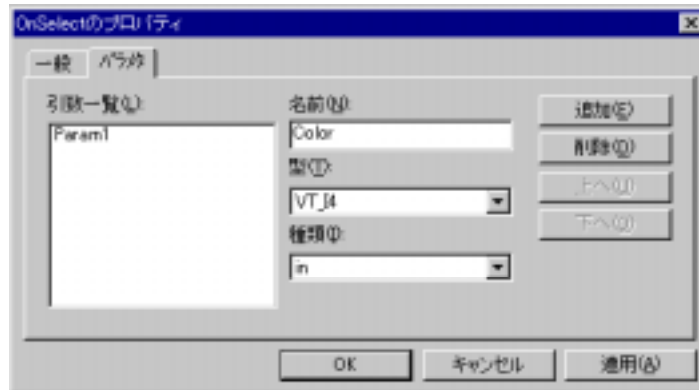 OnSelectのプロパティ
一般 パラメタ
引数一覧(L):
Param1
名前(N):
Color
型(T):
VT_I4
種類(I):
in
追加(E)
削除(D)
上へ(U)
下へ(O)
OK キャンセル 適用(A)